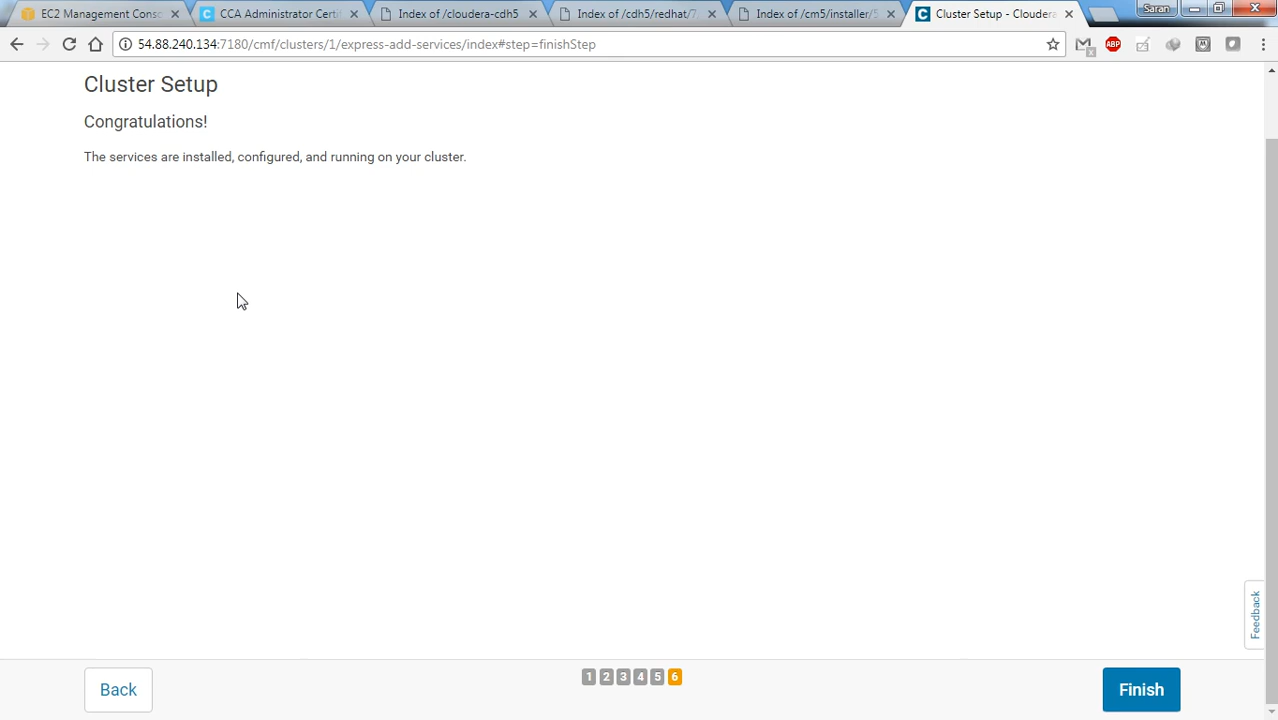 EC2 Management Consc
CCA Administrator Certi
Index of /cloudera-cdh5
Index of /cdh5/redhat/7,
Index of /cm5/installer/5
Cluster Setup - Cloudera
Saran
54.88.240.134:7180/cmf/clusters/1/express-add-services/index#step=finishStep
ABP
Cluster Setup
Congratulations!
The services are installed, configured, and running on your cluster.
Feedback
Back
1 2 3 4 5 6
Finish